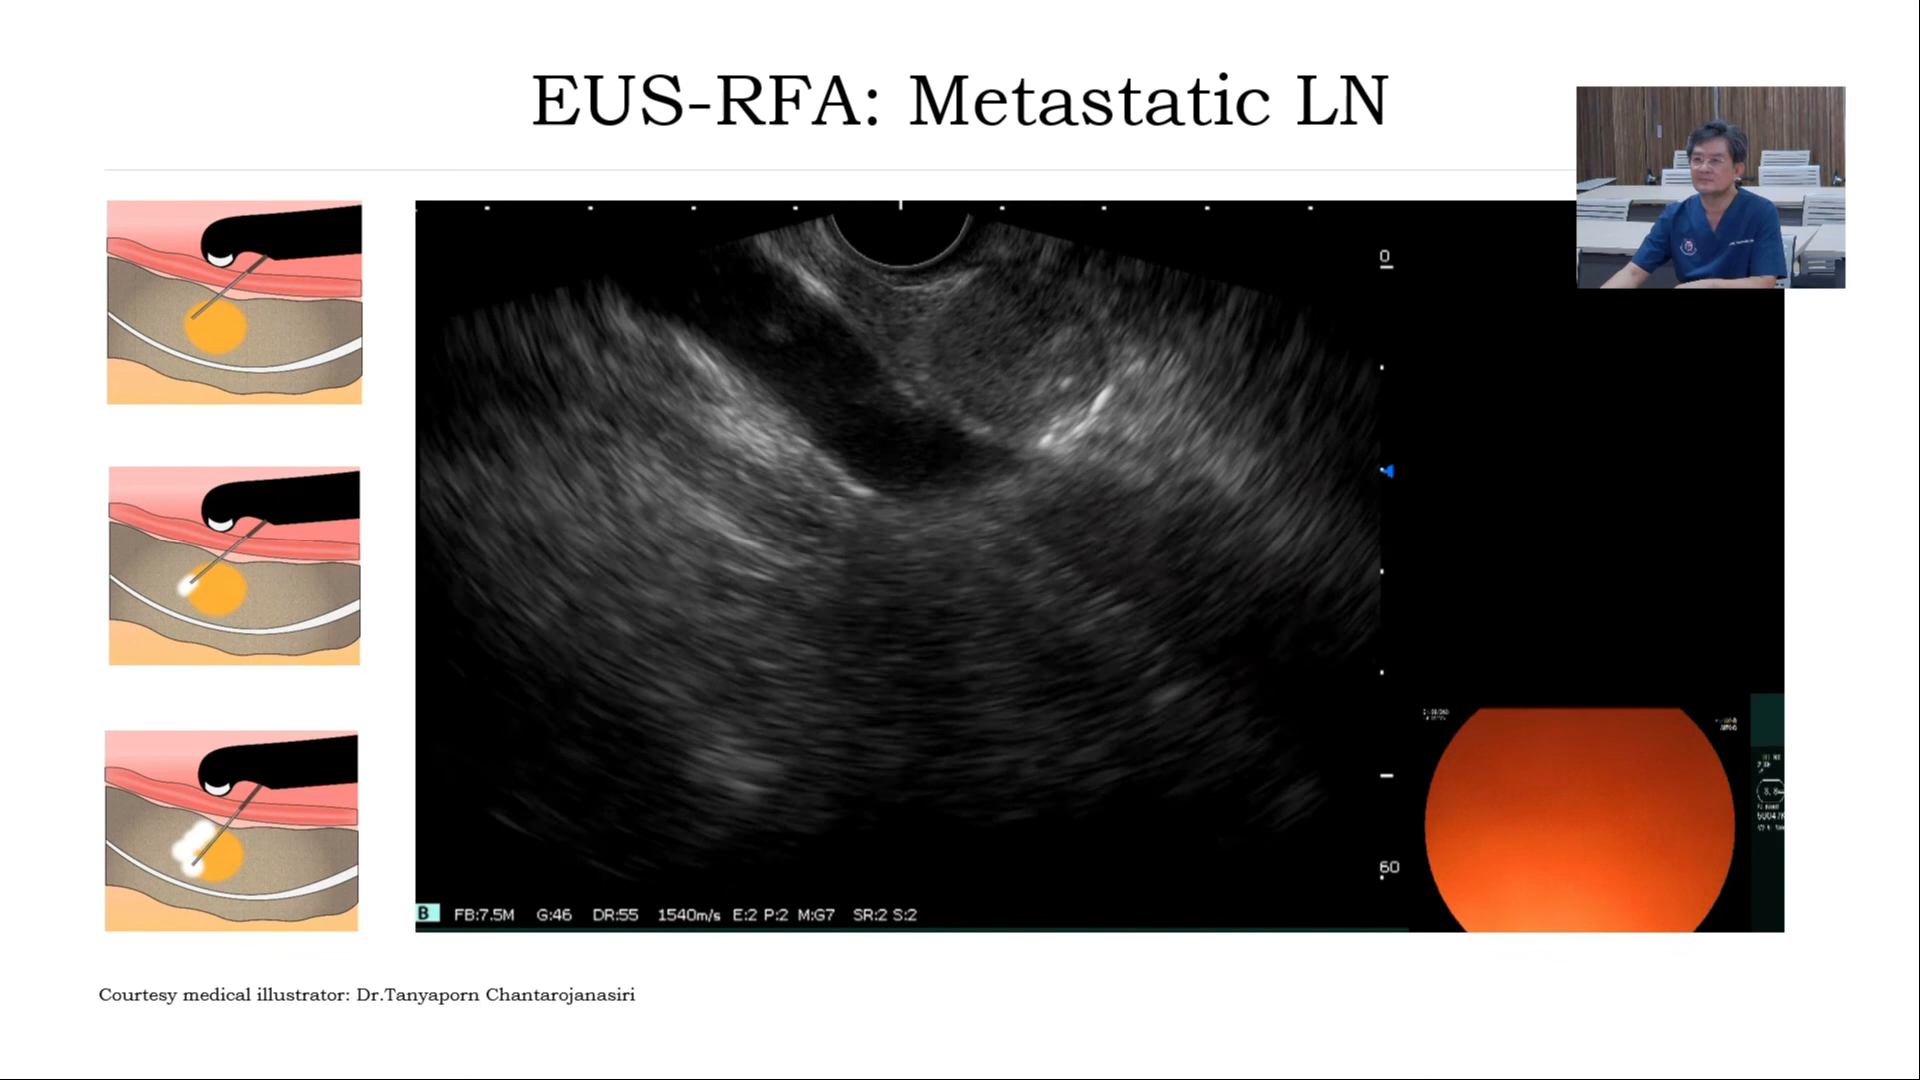 EUS-RFA: Metastatic LN
0
60
B FB:7.5M G:46 DR:55 1540m/s E:2 P:2 M:G7 SR:2 S:2
Courtesy medical illustrator: Dr.Tanyaporn Chantarojanasiri